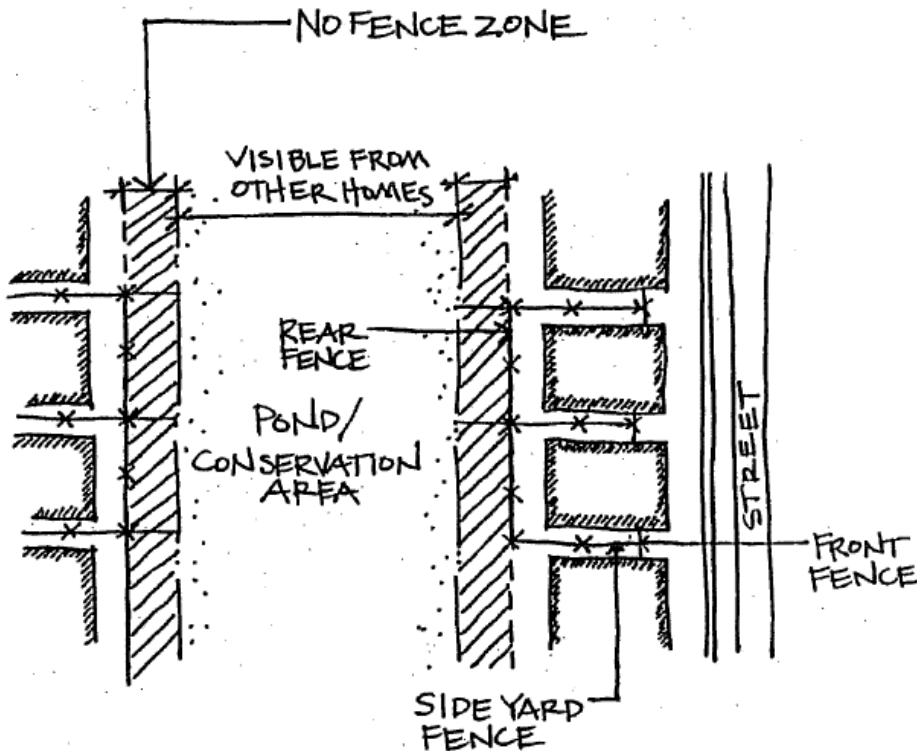 NO FENCE ZONE
VISIBLE FROM
OTHER HOMES
REAR
FENCE
POND/
CONSERVATION
AREA
STREET
FRONT
FENCE
SIDE YARD
FENCE